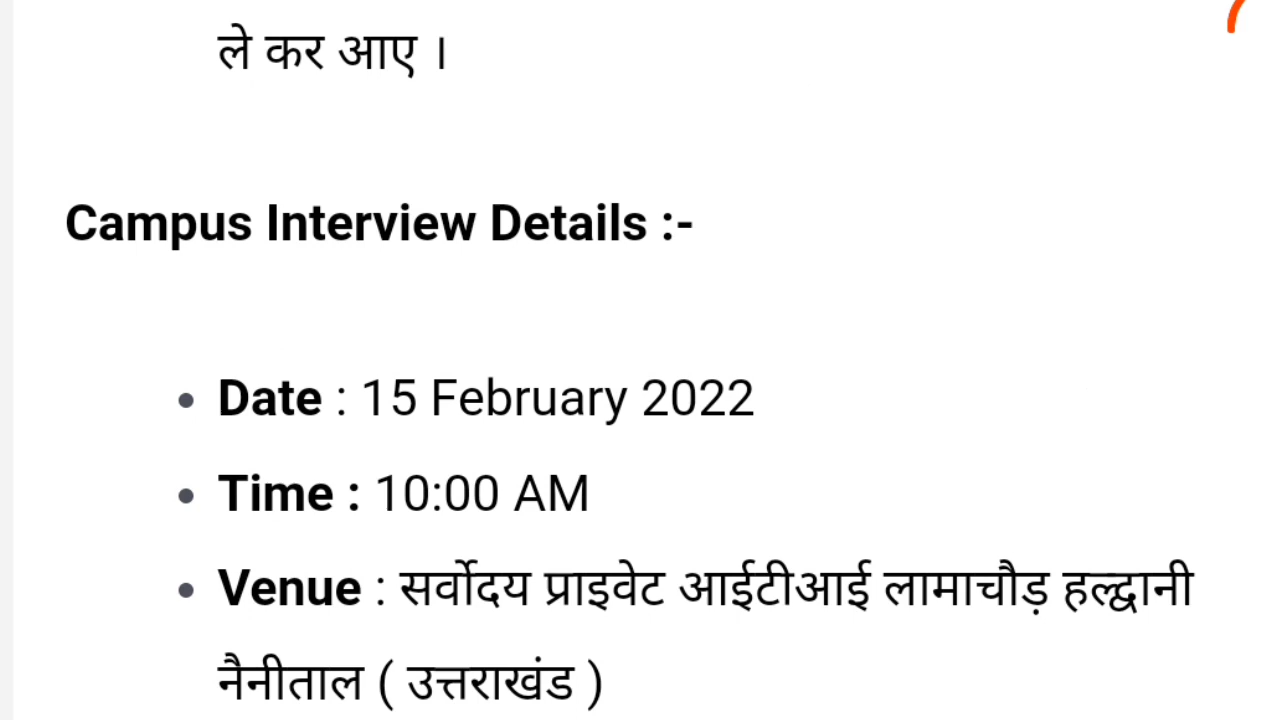 ले कर आए ।
Campus Interview Details :-
Date : 15 February 2022
Time : 10:00 AM
Venue : सर्वोदय प्राइवेट आईटीआई लामाचौड़ हल्द्वानी
नैनीताल ( उत्तराखंड )